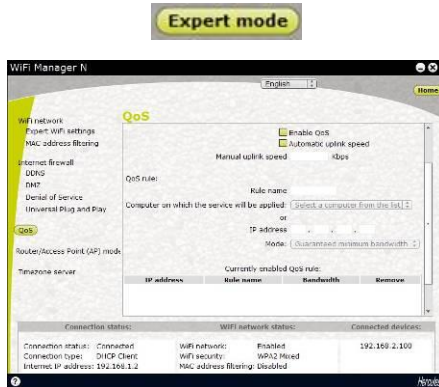 Expert mode
WiFi Manager N
English
Home
QoS
WiFi network
Expert WiFi settings
MAC address filtering
Internet firewall
DDNS
DMZ
Denial of Service
Universal Plug and Play
QoS
Router/Access Point (AP) mode
Timezone server
Enable QoS
Automatic uplink speed
Manual uplink speed Kbps
QoS rule:
Rule name
Computer on which the service will be applied: Select a computer from the list
or
IP address . . .
Mode: Guaranteed minimum bandwidth
Currently enabled QoS rule:
IP address Rule name Bandwidth Remove
Connection status: WiFi network status: Connected devices:
Connection status: Connected WiFi network: Enabled 192.168.2.100
Connection type: DHCP Client WiFi security: WPA2 Mixed
Internet IP address: 192.168.1.2 MAC address filtering: Disabled
?
Hercules